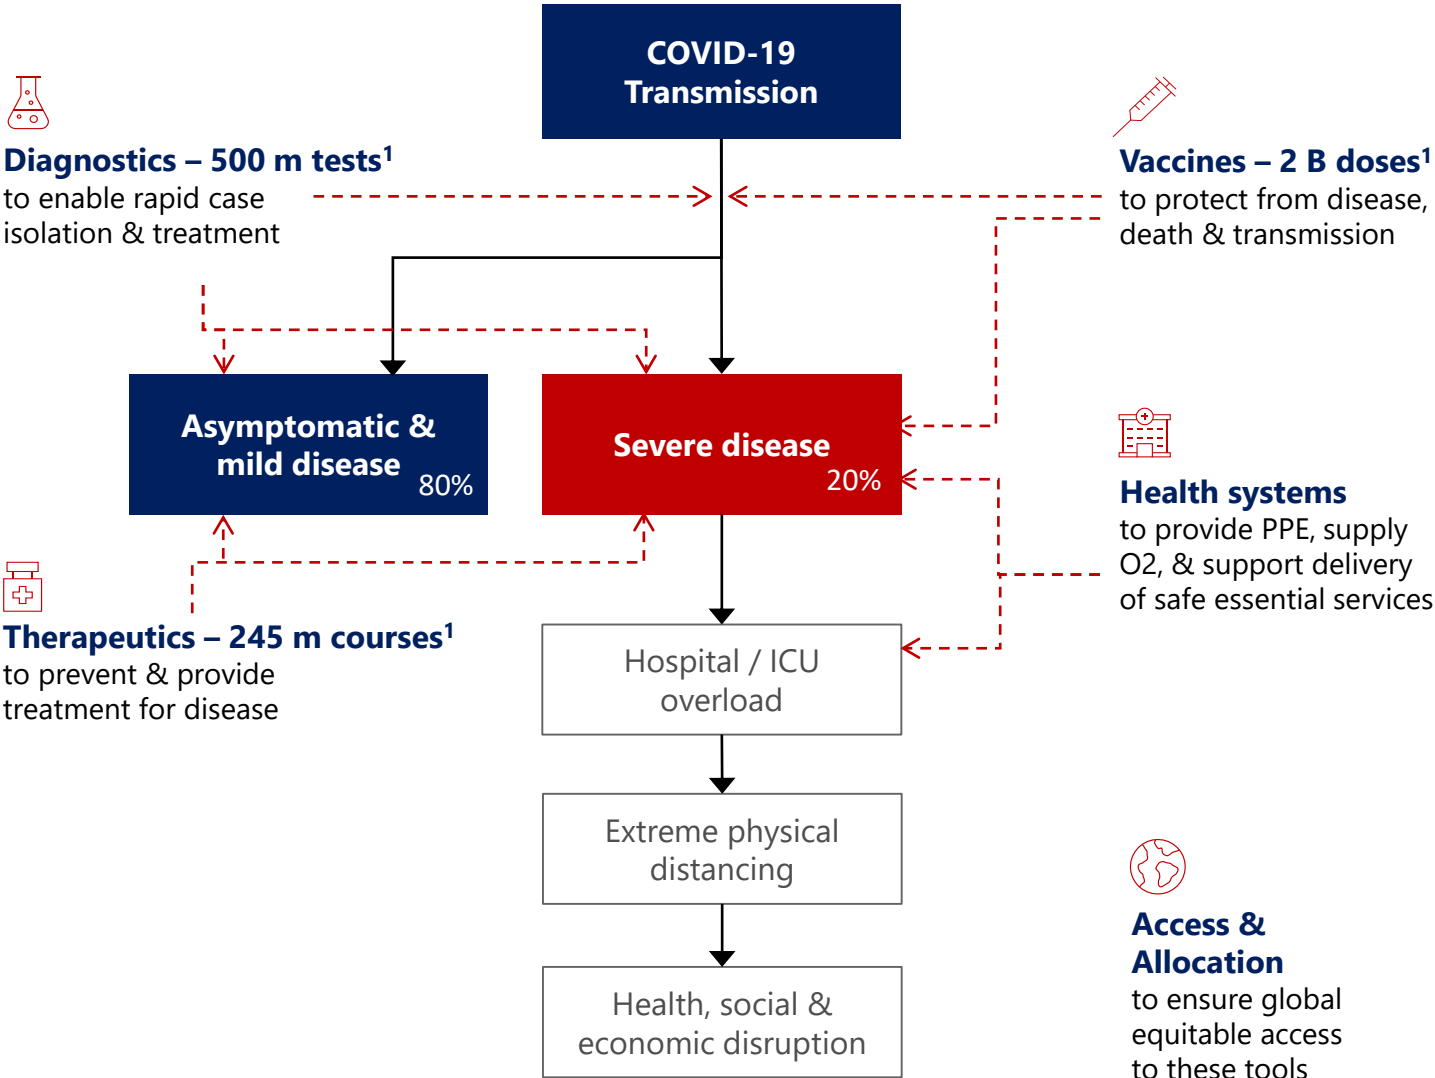 COVID-19
Transmission
Diagnostics – 500 m tests¹
to enable rapid case
isolation & treatment
Vaccines – 2 B doses¹
to protect from disease,
death & transmission
Asymptomatic &
mild disease
80%
Severe disease
20%
Health systems
to provide PPE, supply
O2, & support delivery
of safe essential services
Therapeutics – 245 m courses¹
to prevent & provide
treatment for disease
Hospital / ICU
overload
Extreme physical
distancing
Health, social &
economic disruption
Access &
Allocation
to ensure global
equitable access
to these tools